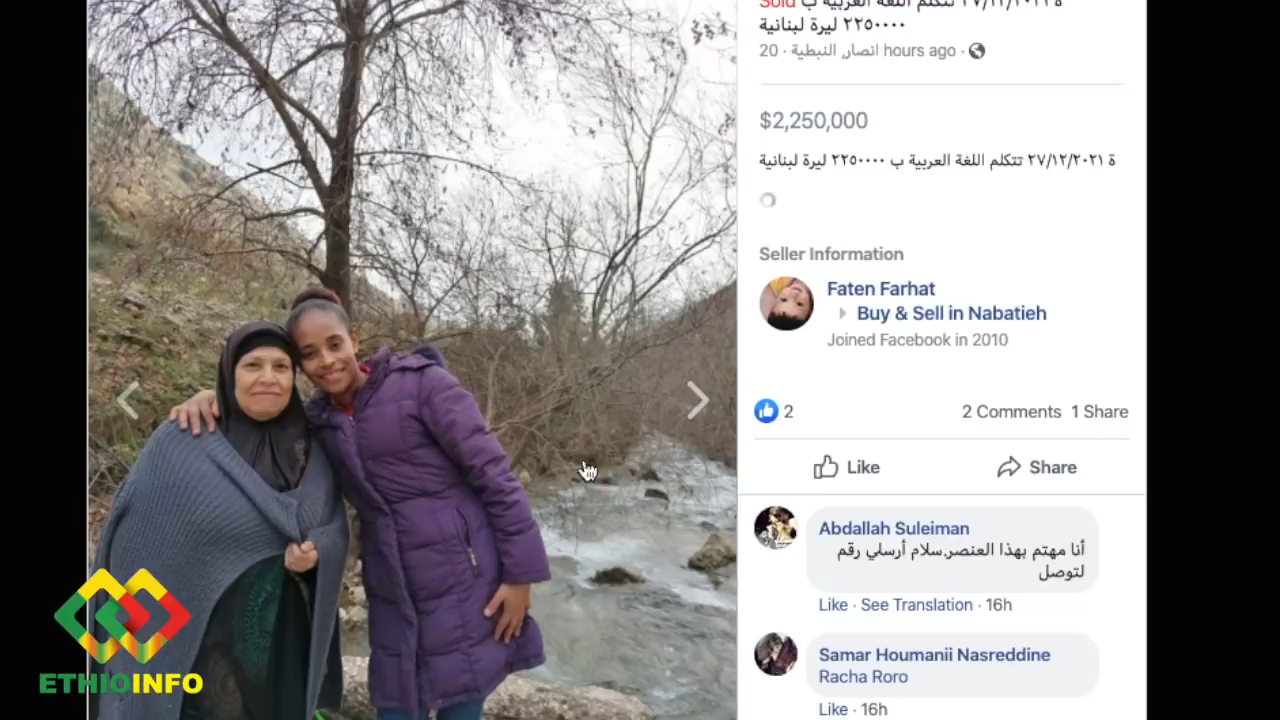 Sold
٢٢٥٠٠٠٠ ليرة لبنانية
20 انصار, النبطية · hours ago ·
$2,250,000
ة ٢٧/١٢/٢٠٢١ تتكلم اللغة العربية ب ٢٢٥٠٠٠٠ ليرة لبنانية
Seller Information
Faten Farhat
Buy & Sell in Nabatieh
Joined Facebook in 2010
2
2 Comments 1 Share
Like Share
Abdallah Suleiman
أنا مهتم بهذا العنصر.سلام أرسلي رقم
لتوصل
Like · See Translation · 16h
Samar Houmanii Nasreddine
Racha Roro
Like · 16h
ETHIOINFO